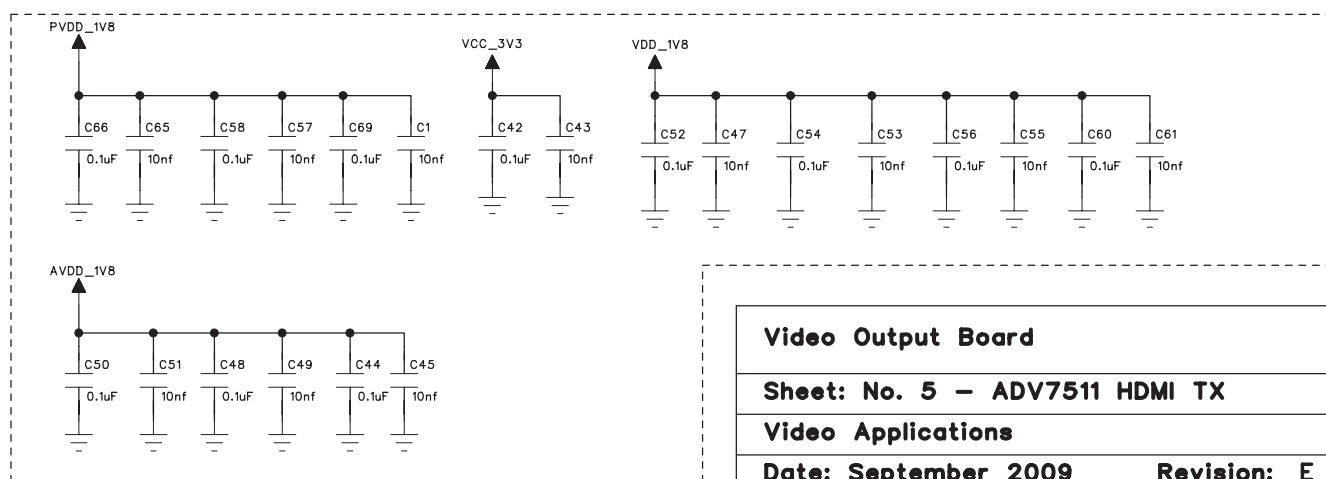 PVDD_1V8
VCC_3V3
VDD_1V8
C66 C65 C58 C57 C69 C1
0.1uF 10nf 0.1uF 10nf 0.1uF 10nf
C42 C43
0.1uF 10nf
C52 C47 C54 C53 C56 C55 C60 C61
0.1uF 10nf 0.1uF 10nf 0.1uF 10nf 0.1uF 10nf
AVDD_1V8
C50 C51 C48 C49 C44 C45
0.1uF 10nf 0.1uF 10nf 0.1uF 10nf
Video Output Board
Sheet: No. 5 - ADV7511 HDMI TX
Video Applications
Date: September 2009 Revision: E